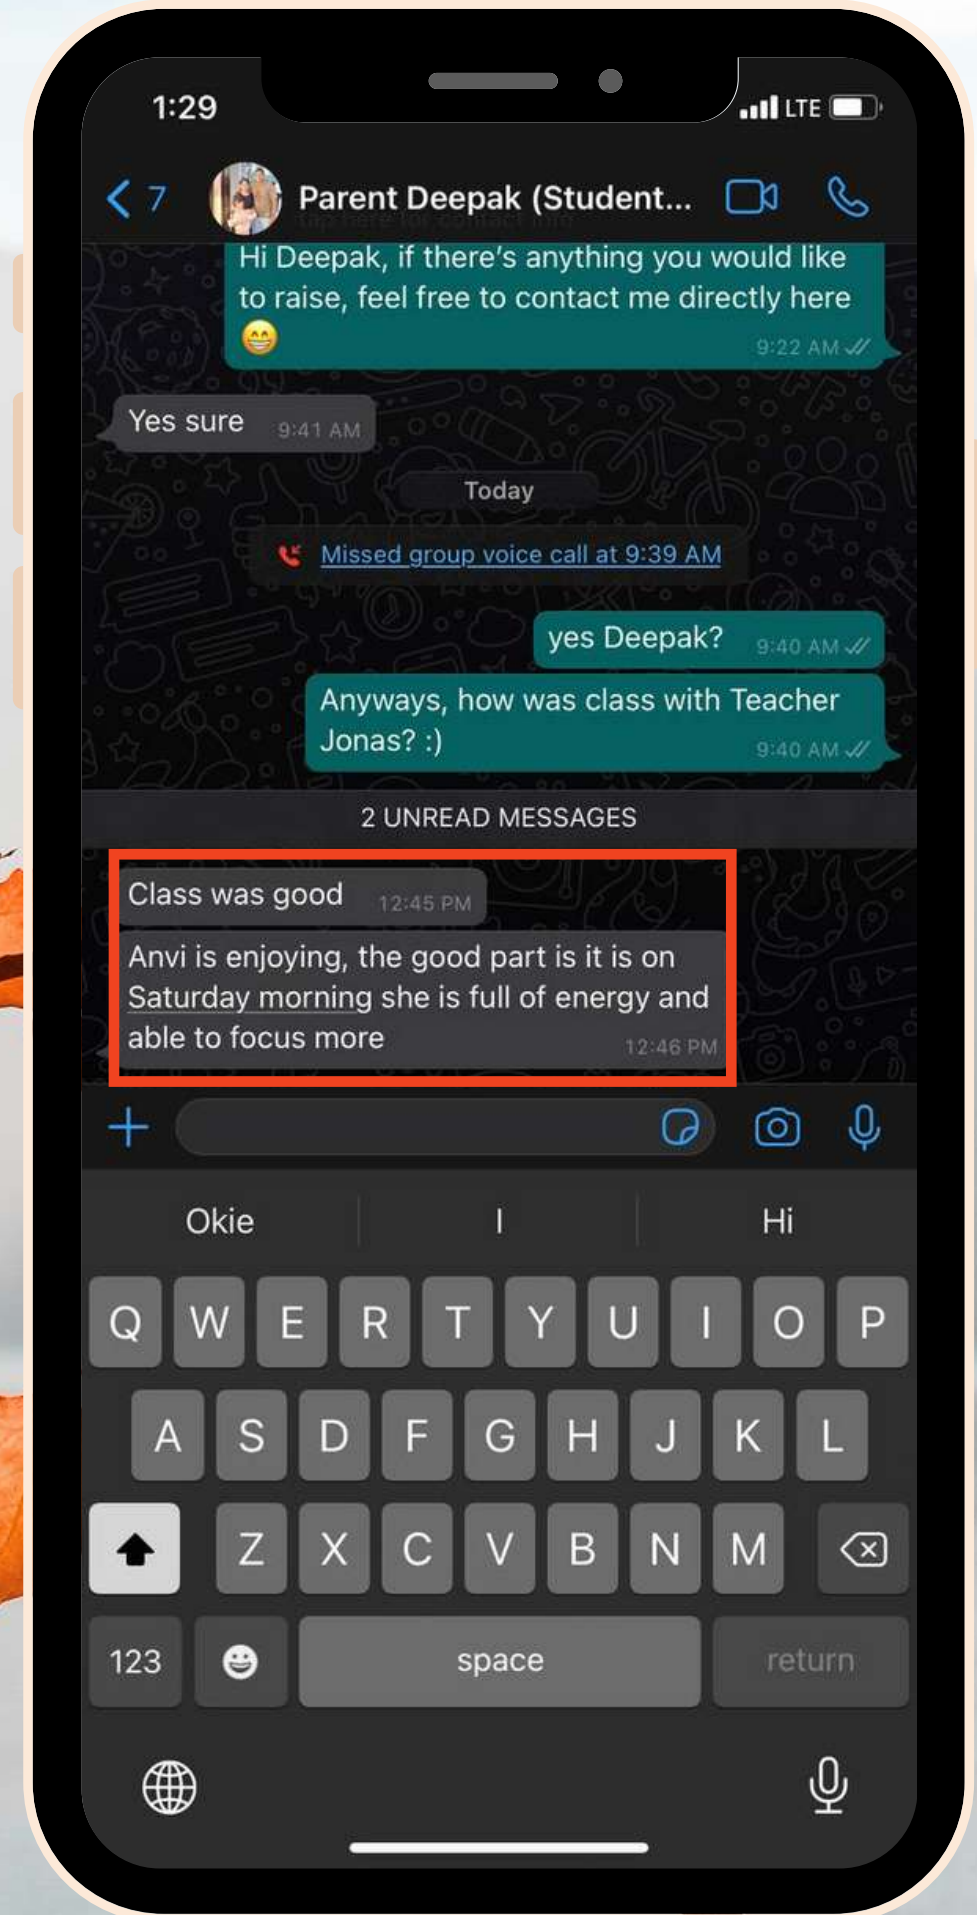 1:29
LTE
7
Parent Deepak (Student...
tap here for contact info
Hi Deepak, if there's anything you would like
to raise, feel free to contact me directly here
😁
9:22 AM
Yes sure 9:41 AM
Today
Missed group voice call at 9:39 AM
yes Deepak? 9:40 AM
Anyways, how was class with Teacher
Jonas? :)
9:40 AM
2 UNREAD MESSAGES
Class was good 12:45 PM
Anvi is enjoying, the good part is it is on
Saturday morning she is full of energy and
able to focus more
12:46 PM
Okie I Hi
Q W E R T Y U I O P
A S D F G H J K L
Z X C V B N M
123 space return